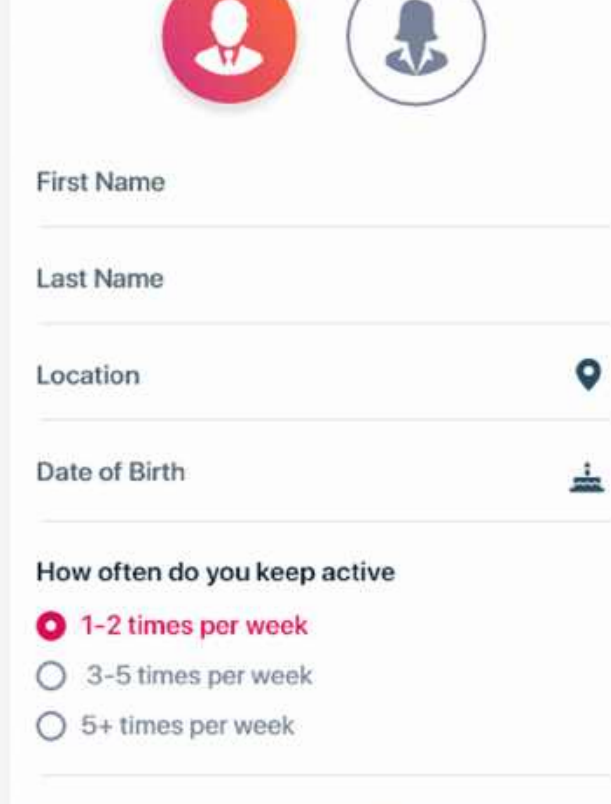 First Name
Last Name
Location
Date of Birth
How often do you keep active
1-2 times per week
3-5 times per week
5+ times per week